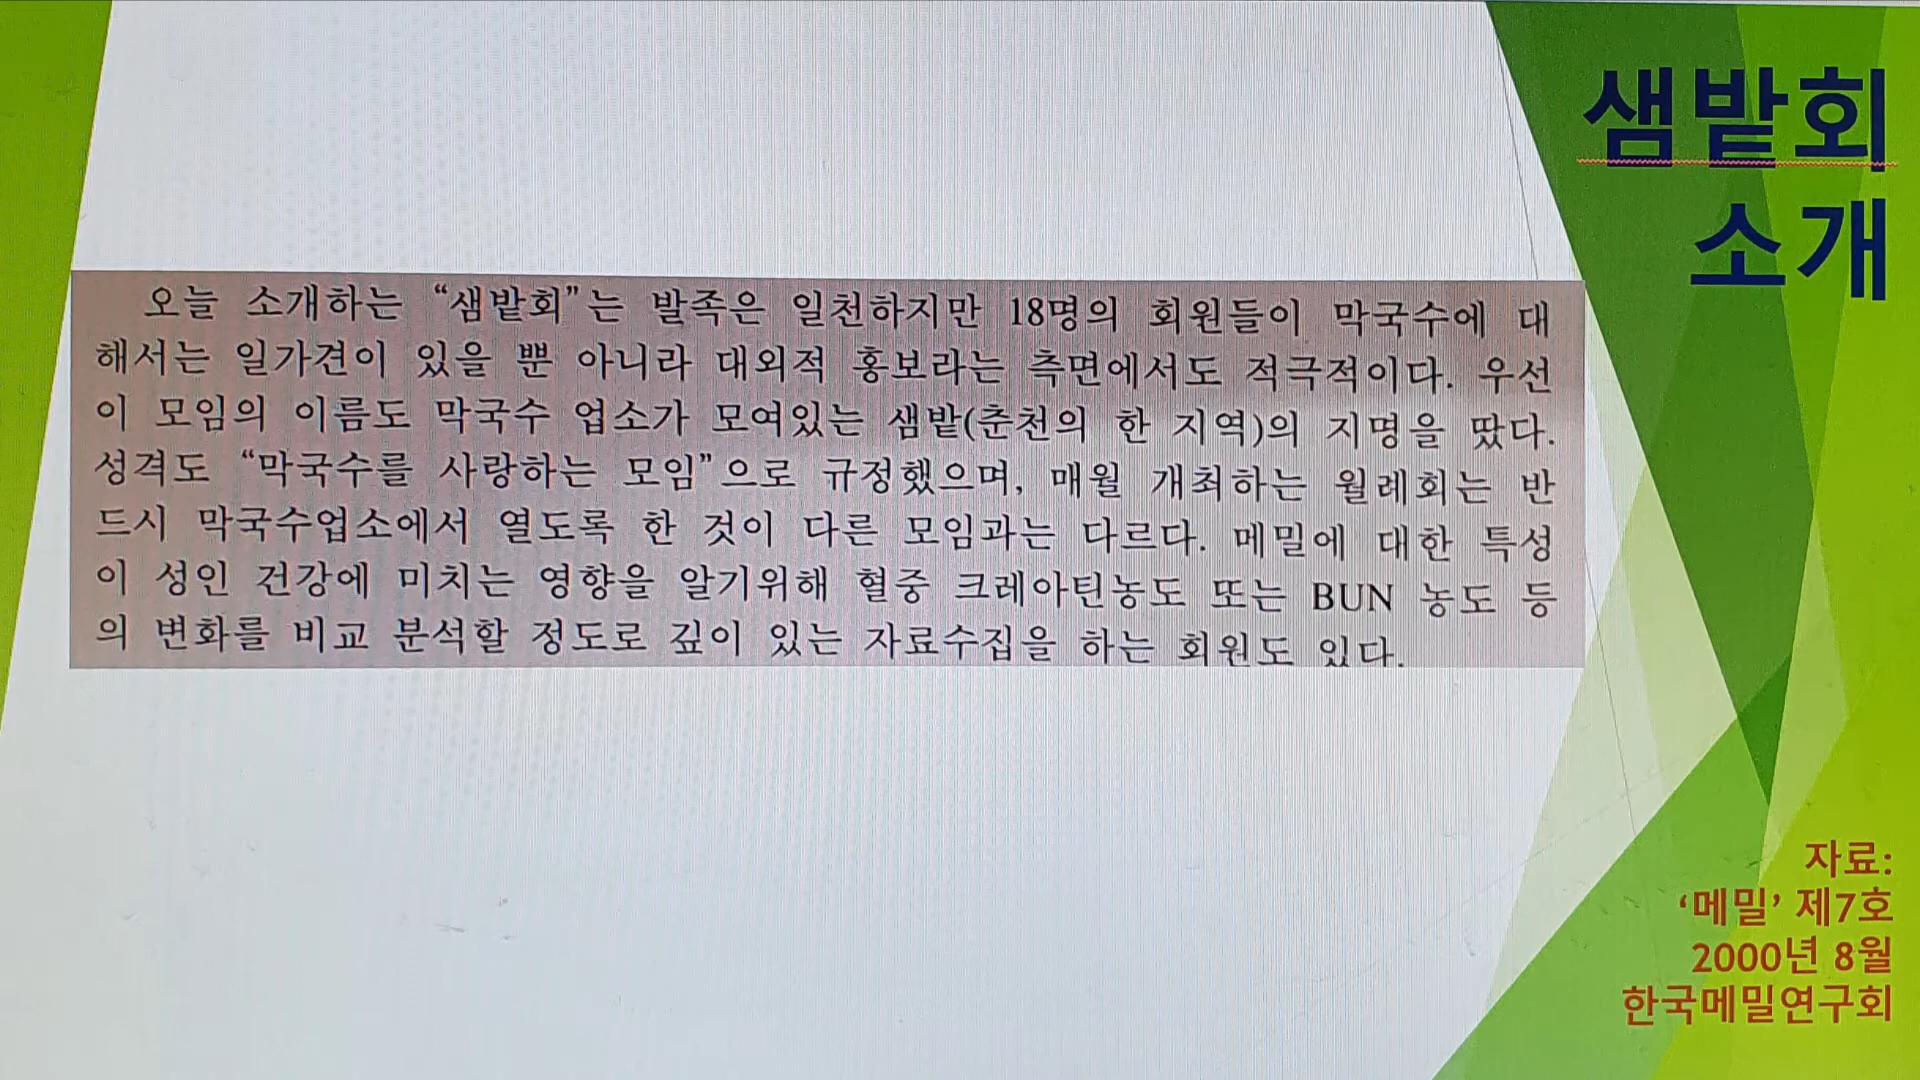 샘밭회
소개
오늘 소개하는 “샘밭회”는 발족은 일천하지만 18명의 회원들이 막국수에 대
해서는 일가견이 있을 뿐 아니라 대외적 홍보라는 측면에서도 적극적이다. 우선
이 모임의 이름도 막국수 업소가 모여있는 샘밭(춘천의 한 지역)의 지명을 땄다.
성격도 “막국수를 사랑하는 모임”으로 규정했으며, 매월 개최하는 월례회는 반
드시 막국수업소에서 열도록 한 것이 다른 모임과는 다르다. 메밀에 대한 특성
이 성인 건강에 미치는 영향을 알기위해 혈중 크레아틴농도 또는 BUN 농도 등
의 변화를 비교 분석할 정도로 깊이 있는 자료수집을 하는 회원도 있다.
자료:
‘메밀’ 제7호
2000년 8월
한국메밀연구회